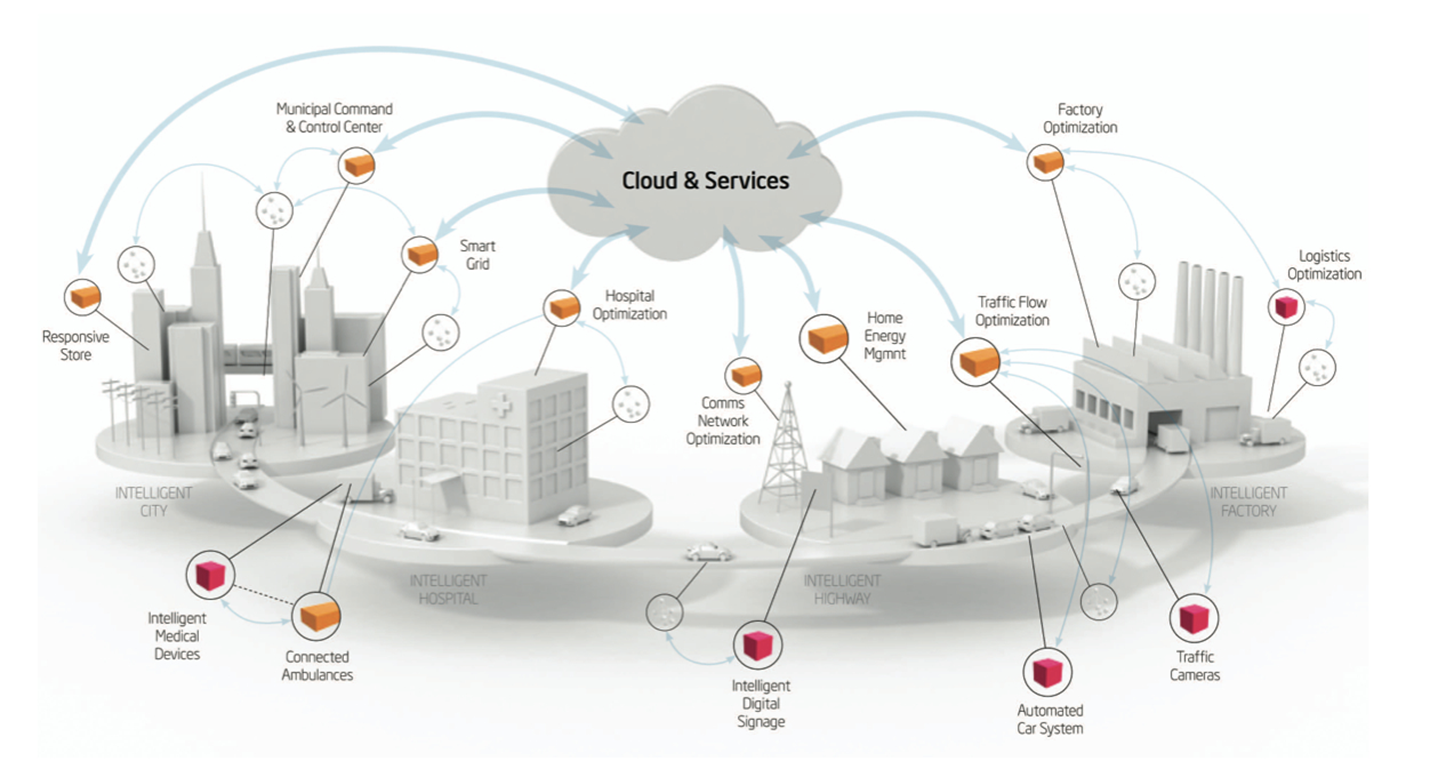 Municipal Command
& Control Center
Cloud & Services
Factory
Optimization
Smart
Grid
Logistics
Optimization
Responsive
Store
Hospital
Optimization
Traffic Flow
Optimization
Home
Energy
Mgmnt
Comms
Network
Optimization
INTELLIGENT
CITY
INTELLIGENT
FACTORY
INTELLIGENT
HOSPITAL
INTELLIGENT
HIGHWAY
Intelligent
Medical
Devices
Connected
Ambulances
Intelligent
Digital
Signage
Traffic
Cameras
Automated
Car System